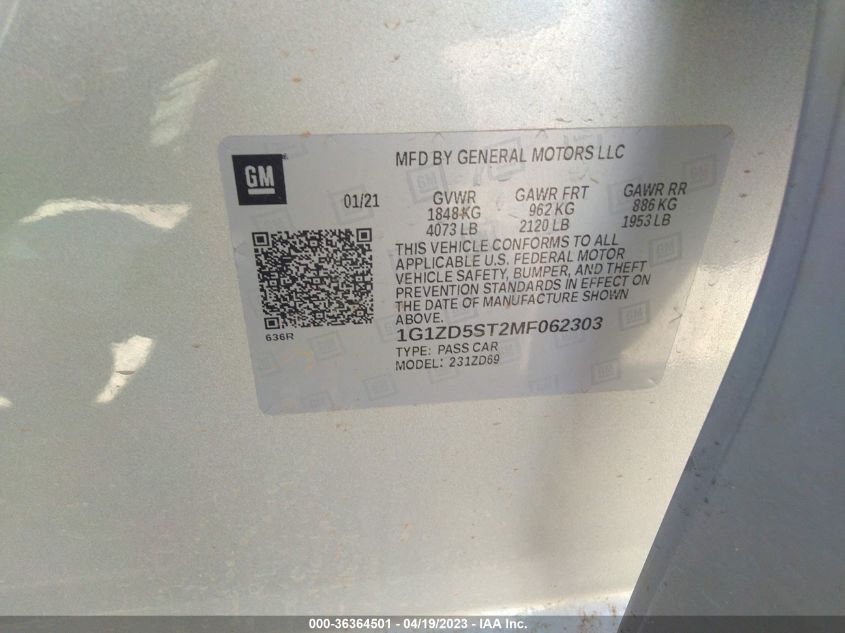 GM
MFD BY GENERAL MOTORS LLC
01/21
GVWR GAWR FRT GAWR RR
1848 KG 962 KG 886 KG
4073 LB 2120 LB 1953 LB
THIS VEHICLE CONFORMS TO ALL
APPLICABLE U.S. FEDERAL MOTOR
VEHICLE SAFETY, BUMPER, AND THEFT
PREVENTION STANDARDS IN EFFECT ON
THE DATE OF MANUFACTURE SHOWN
ABOVE.
636R
1G1ZD5ST2MF062303
TYPE: PASS CAR
MODEL: 231ZD69
000-36364501 - 04/19/2023 - IAA Inc.